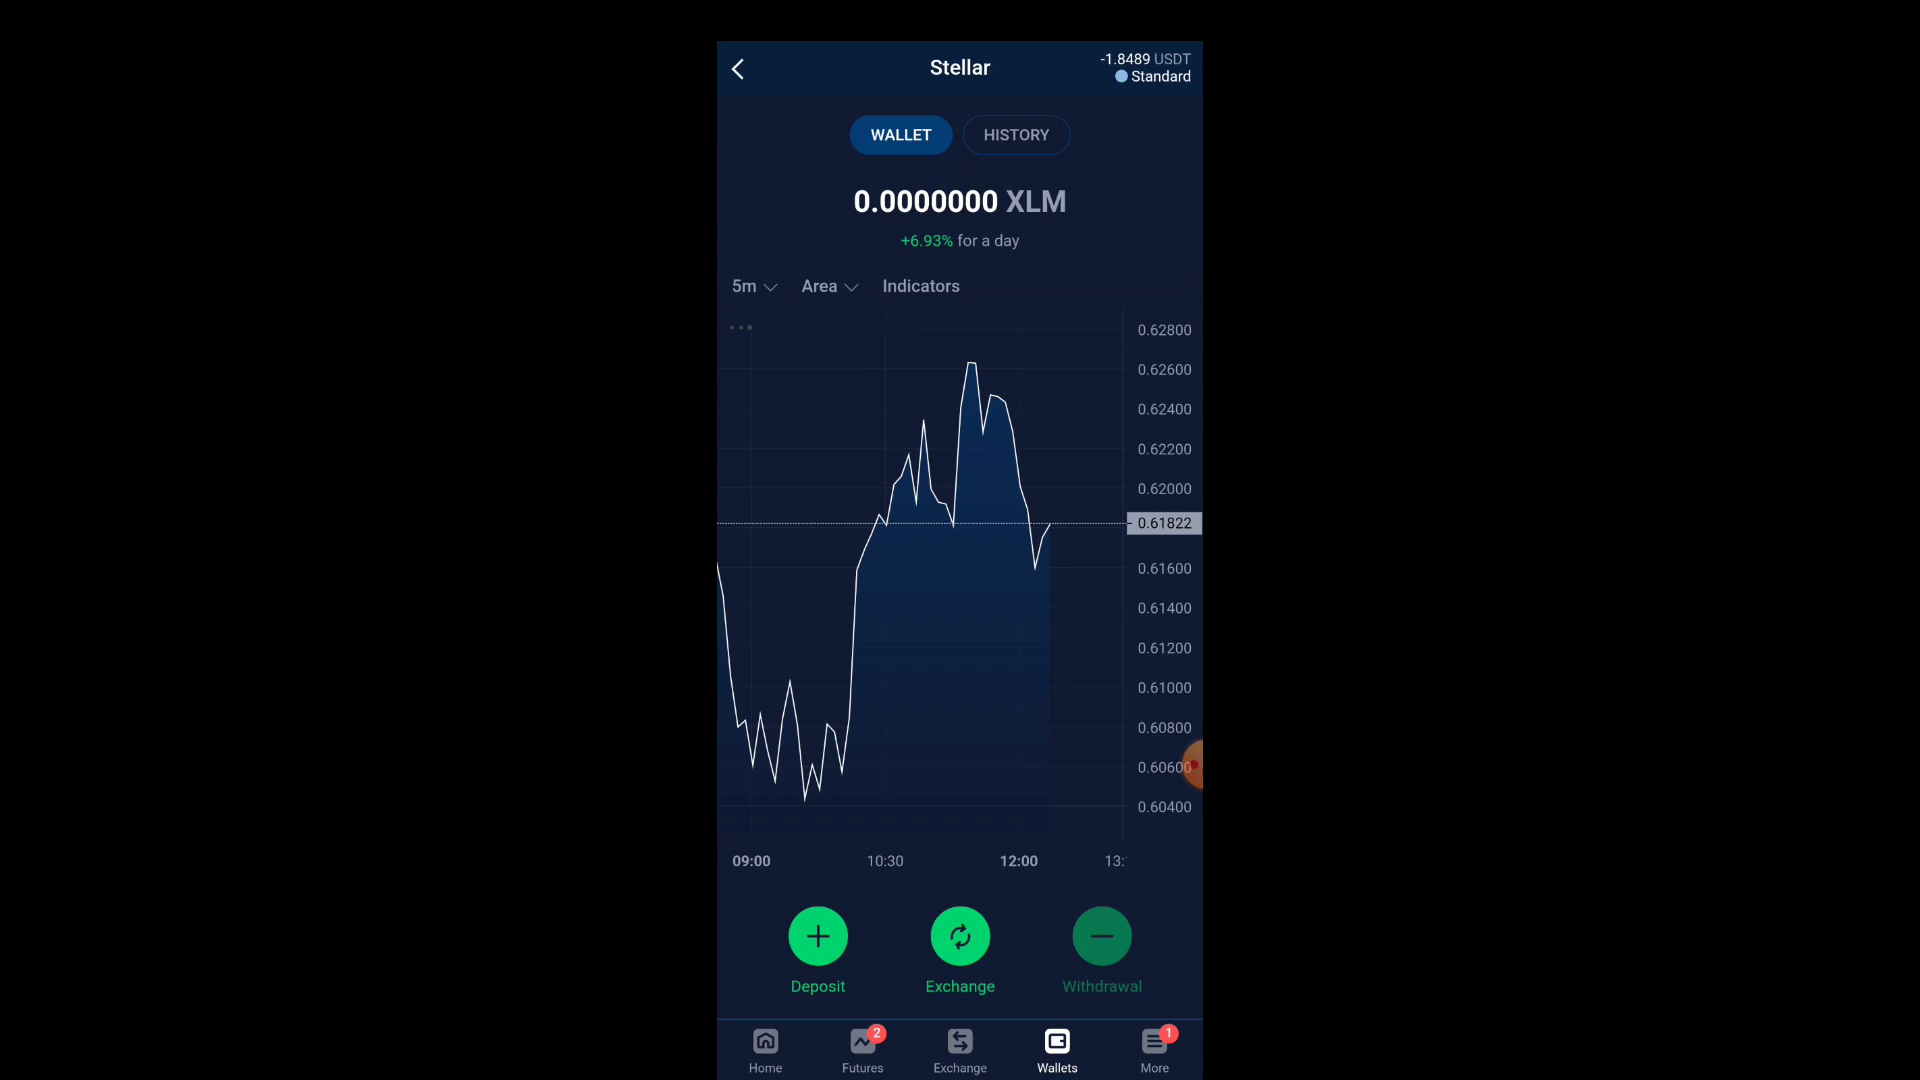 Stellar
-1.8489 USDT
Standard
WALLET
HISTORY
0.0000000 XLM
+6.93% for a day
5m
Area
Indicators
0.62800
0.62600
0.62400
0.62200
0.62000
0.61822
0.61600
0.61400
0.61200
0.61000
0.60800
0.60600
0.60400
09:00
10:30
12:00
13:
Deposit
Exchange
Withdrawal
2
1
Home
Futures
Exchange
Wallets
More